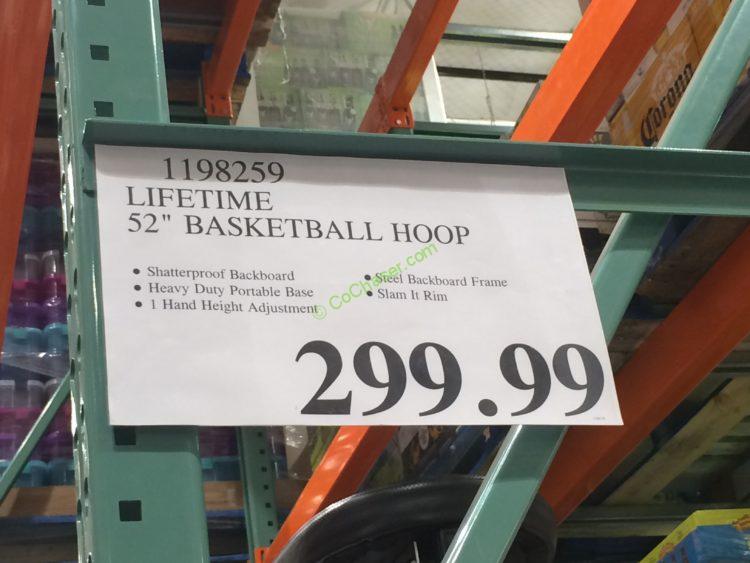 1198259
LIFETIME
52" BASKETBALL HOOP
• Shatterproof Backboard
• Heavy Duty Portable Base
• 1 Hand Height Adjustment
• Steel Backboard Frame
• Slam It Rim
© CoChaser.com
299.99
Corona